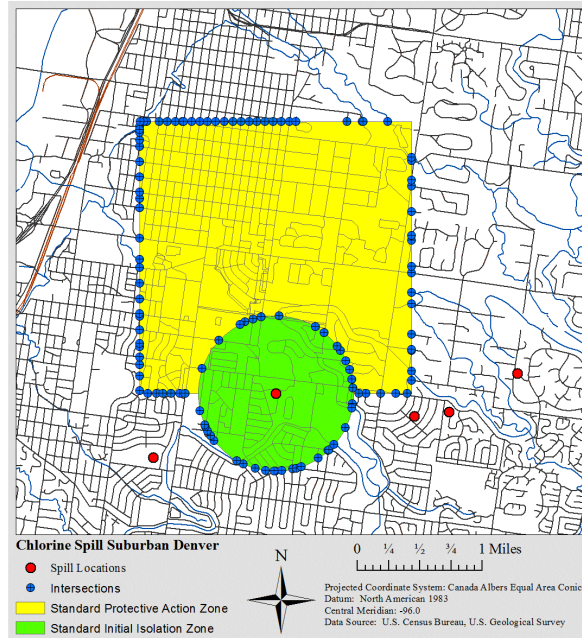 Chlorine Spill Suburban Denver
Spill Locations
Intersections
Standard Protective Action Zone
Standard Initial Isolation Zone
N
0 ¼ ½ ¾ 1 Miles
Projected Coordinate System: Canada Albers Equal Area Conic
Datum: North American 1983
Central Meridian: -96.0
Data Source: U.S. Census Bureau, U.S. Geological Survey